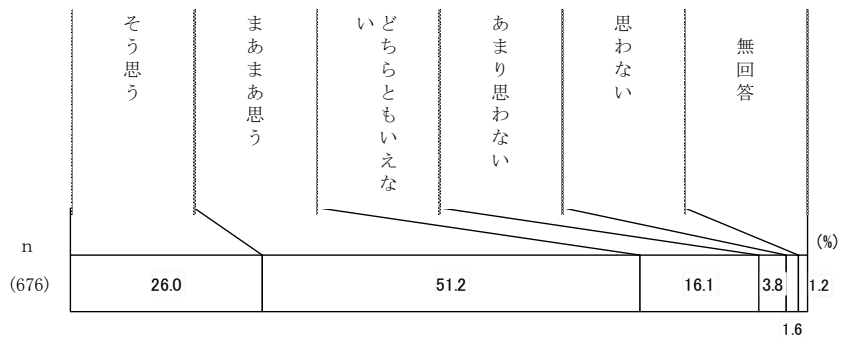 そう思う
まあまあ思う
どちらともいえな
い
あまり思わない
思わない
無回答
(%)
n
(676)
26.0
51.2
16.1
3.8
1.2
1.6